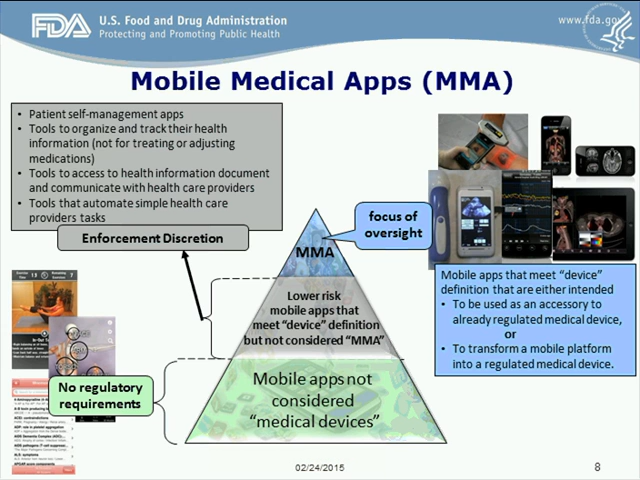 FDA U.S. Food and Drug Administration
Protecting and Promoting Public Health
www.fda.gov
Mobile Medical Apps (MMA)
• Patient self-management apps
• Tools to organize and track their health
information (not for treating or adjusting
medications)
• Tools to access to health information document
and communicate with health care providers
• Tools that automate simple health care
providers tasks
Enforcement Discretion
focus of
oversight
MMA
Lower risk
mobile apps that
meet “device” definition
but not considered “MMA”
Mobile apps that meet “device”
definition that are either intended
• To be used as an accessory to
already regulated medical device,
or
• To transform a mobile platform
into a regulated medical device.
No regulatory
requirements
Mobile apps not
considered
“medical devices”
02/24/2015
8